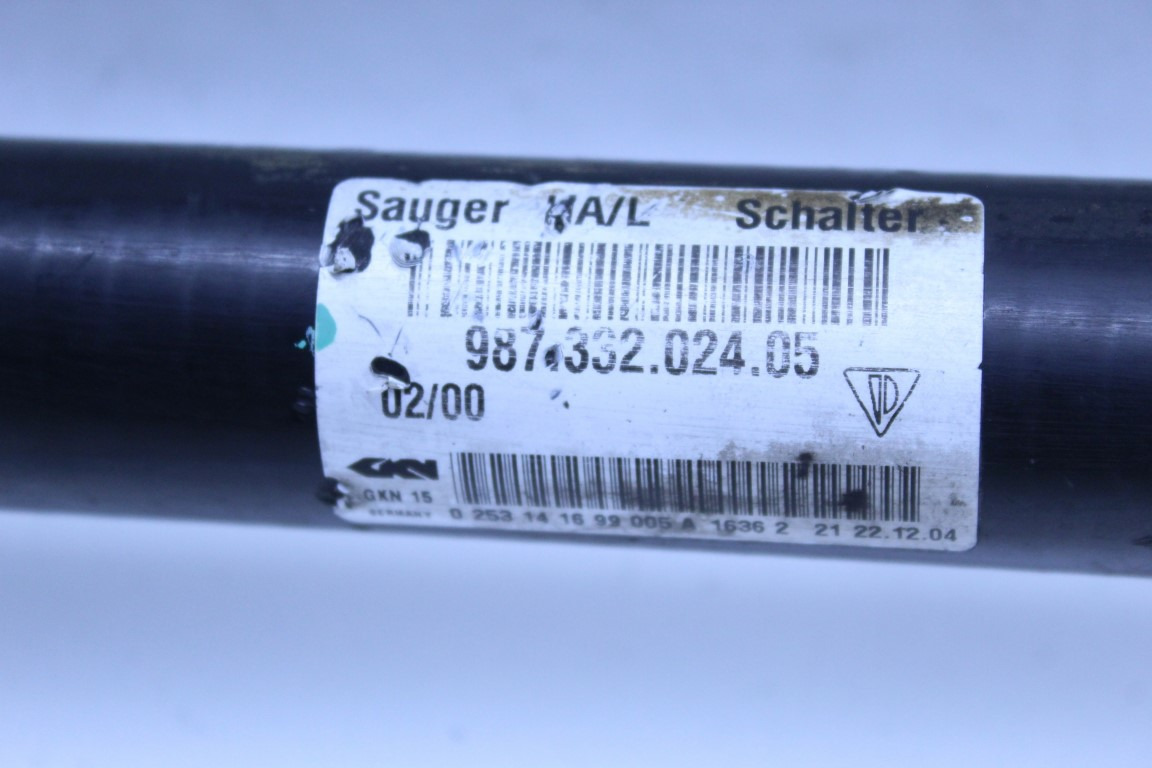 Sauger HA/L Schalter
987.332.024.05
02/00
GKN
GKN 15
GERMANY 0 253 14 16 99 005 A 1636 2 21 22.12.04